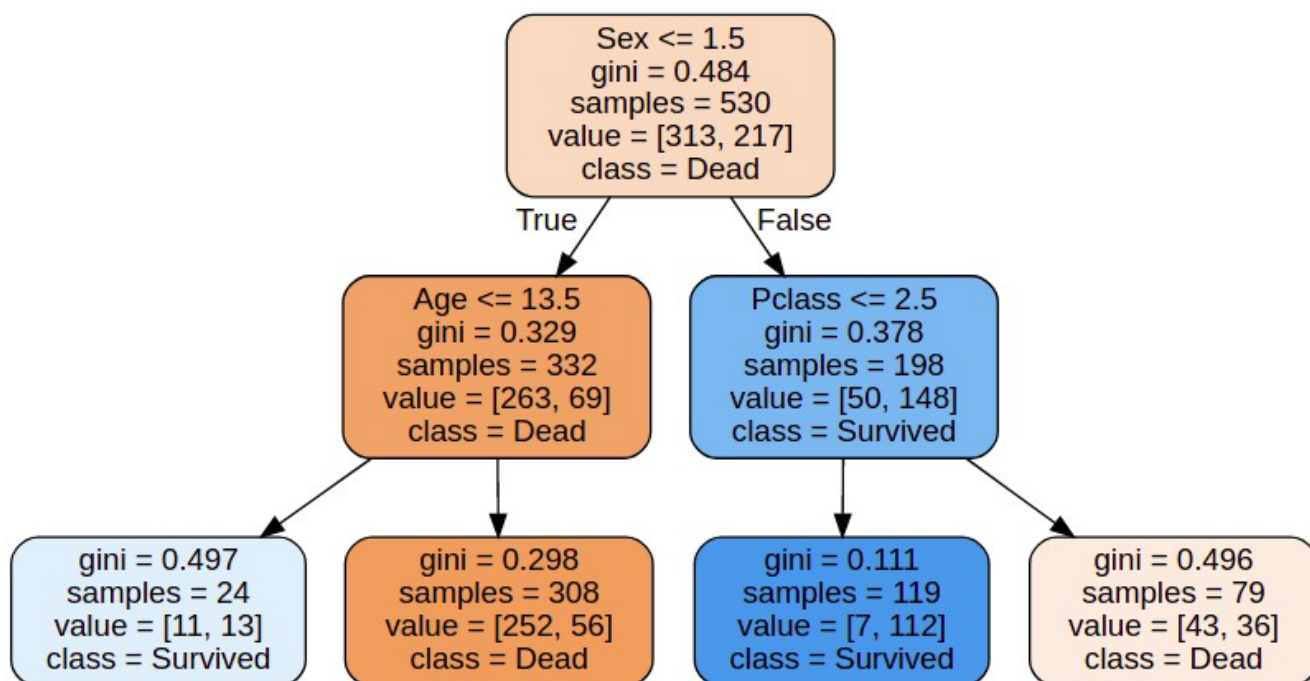 Sex <= 1.5
gini = 0.484
samples = 530
value = [313, 217]
class = Dead
True
False
Age <= 13.5
gini = 0.329
samples = 332
value = [263, 69]
class = Dead
Pclass <= 2.5
gini = 0.378
samples = 198
value = [50, 148]
class = Survived
gini = 0.497
samples = 24
value = [11, 13]
class = Survived
gini = 0.298
samples = 308
value = [252, 56]
class = Dead
gini = 0.111
samples = 119
value = [7, 112]
class = Survived
gini = 0.496
samples = 79
value = [43, 36]
class = Dead